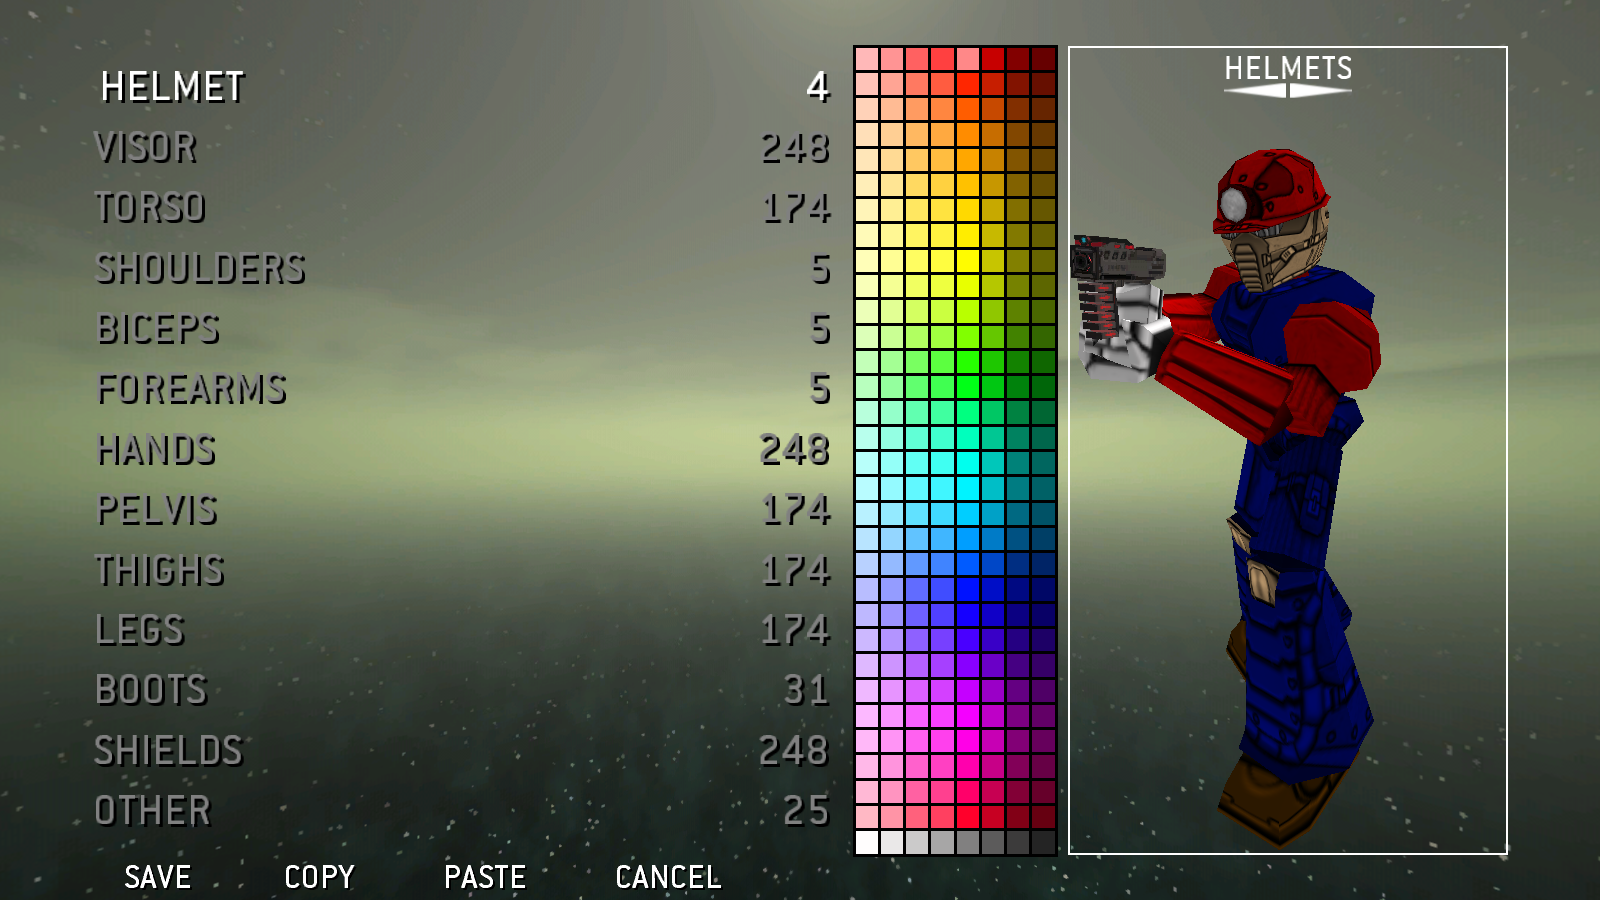 HELMET 4
VISOR 248
TORSO 174
SHOULDERS 5
BICEPS 5
FOREARMS 5
HANDS 248
PELVIS 174
THIGHS 174
LEGS 174
BOOTS 31
SHIELDS 248
OTHER 25
SAVE COPY PASTE CANCEL
HELMETS